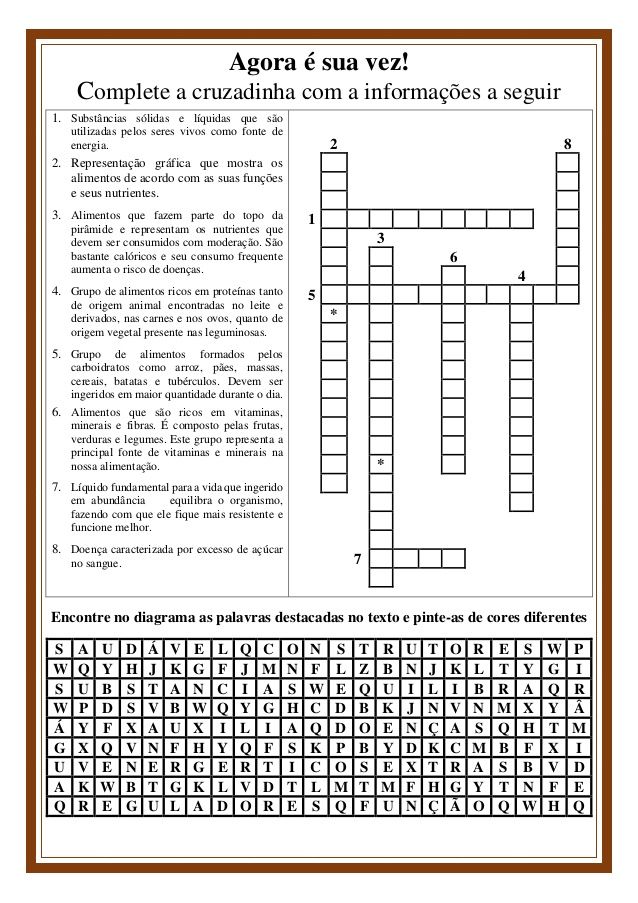 Agora é sua vez!
Complete a cruzadinha com a informações a seguir
1. Substâncias sólidas e líquidas que são
utilizadas pelos seres vivos como fonte de
energia.
2. Representação gráfica que mostra os
alimentos de acordo com as suas funções
e seus nutrientes.
3. Alimentos que fazem parte do topo da
pirâmide e representam os nutrientes que
devem ser consumidos com moderação. São
bastante calóricos e seu consumo frequente
aumenta o risco de doenças.
4. Grupo de alimentos ricos em proteínas tanto
de origem animal encontradas no leite e
derivados, nas carnes e nos ovos, quanto de
origem vegetal presente nas leguminosas.
5. Grupo de alimentos formados pelos
carboidratos como arroz, pães, massas,
cereais, batatas e tubérculos. Devem ser
ingeridos em maior quantidade durante o dia.
6. Alimentos que são ricos em vitaminas,
minerais e fibras. É composto pelas frutas,
verduras e legumes. Este grupo representa a
principal fonte de vitaminas e minerais na
nossa alimentação.
7. Líquido fundamental para a vida que ingerido
em abundância equilibra o organismo,
fazendo com que ele fique mais resistente e
funcione melhor.
8. Doença caracterizada por excesso de açúcar
no sangue.
2 8
1
3
6
4
5
*
*
7
Encontre no diagrama as palavras destacadas no texto e pinte-as de cores diferentes
S A U D Á V E L Q C O N S T R U T O R E S W P
W Q Y H J K G F J M N F L Z B N J K L T Y G I
S U B S T A N C I A S W E Q U I L I B R A Q R
W P D S V B W Q Y G H C D B K J N V N M X Y Â
Á Y F X A U X I L I A Q D O E N Ç A S Q H T M
G X Q V N F H Y Q F S K P B Y D K C M B F X I
U V E N E R G E R T I C O S E X T R A S B V D
A K W B T G K L V D T L M T M F H G Y T N F E
Q R E G U L A D O R E S Q F U N Ç Ã O Q W H Q